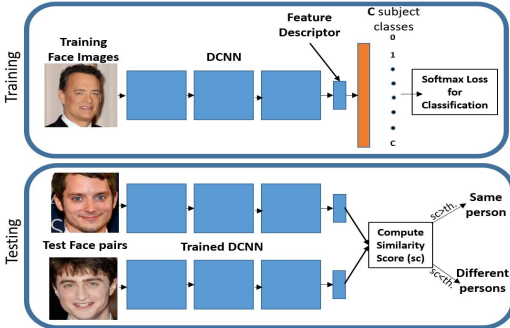 Training
Training
Face Images
DCNN
Feature
Descriptor
C subject
classes
0
1
C
Softmax Loss
for
Classification
Testing
Test Face pairs
Trained DCNN
Compute
Similarity
Score (sc)
sc>th.
sc<th.
Same
person
Different
persons